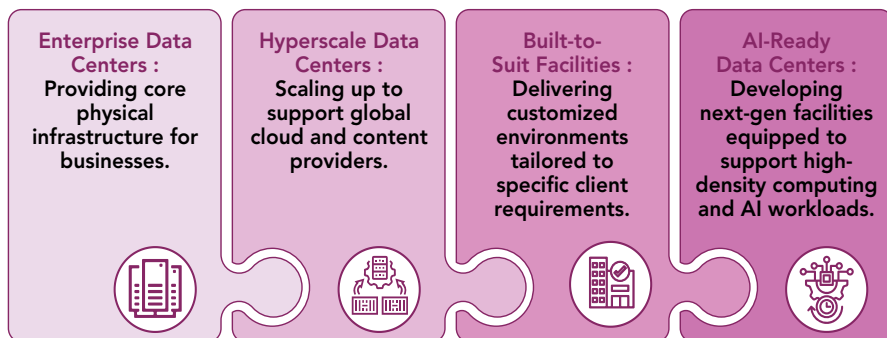 Enterprise Data
Centers :
Providing core
physical
infrastructure for
businesses.
Hyperscale Data
Centers :
Scaling up to
support global
cloud and content
providers.
Built-to-
Suit Facilities :
Delivering
customized
environments
tailored to
specific client
requirements.
AI-Ready
Data Centers :
Developing
next-gen facilities
equipped to
support high-
density computing
and AI workloads.